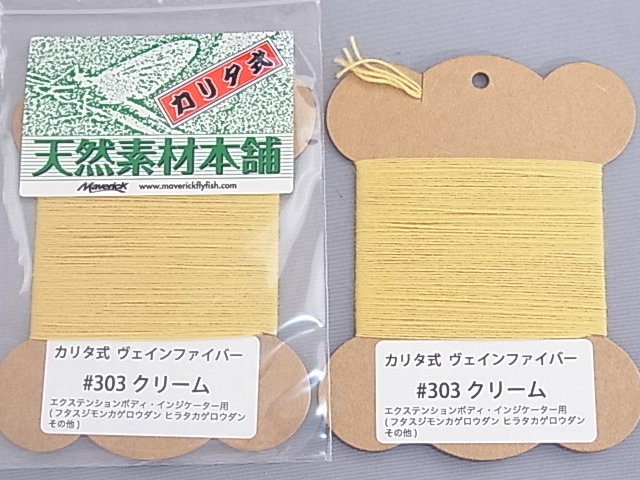 カリタ式
天然素材本舗
Maverick www.maverickflyfish.com
カリタ式 ヴェインファイバー
#303 クリーム
エクステンションボディ・インジケーター用
(フタスジモンカゲロウダン ヒラタカゲロウダン
その他)
カリタ式 ヴェインファイバー
#303 クリーム
エクステンションボディ・インジケーター用
(フタスジモンカゲロウダン ヒラタカゲロウダン
その他)